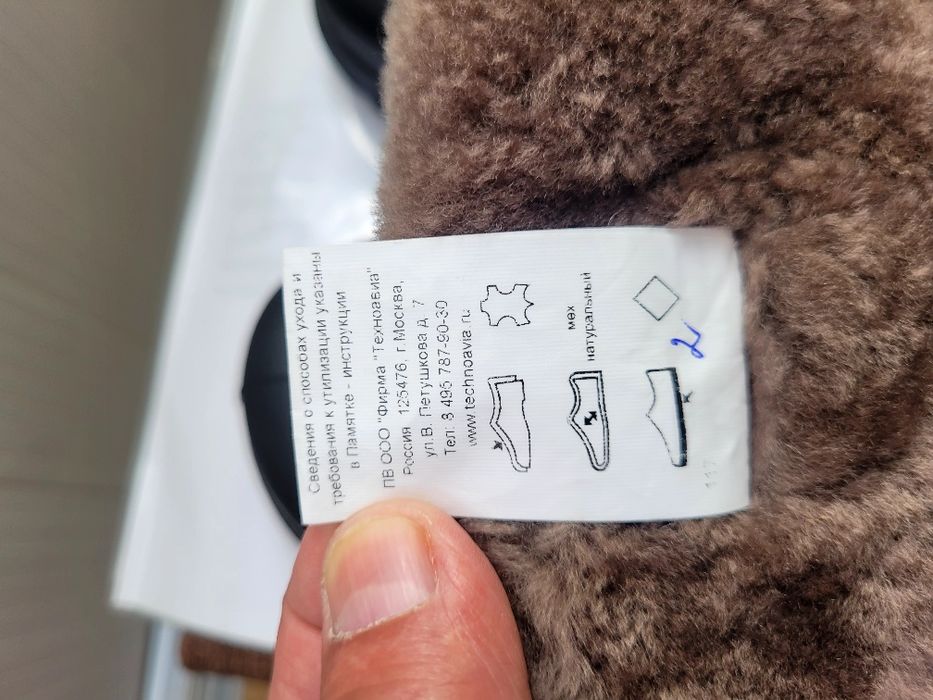 Сведения о способах ухода и
требования к утилизации указаны
в Памятке - инструкции
ПВ ООО "Фирма "Техноавиа"
Россия 125476, г.Москва,
ул.В. Петушкова д. 7
Тел: 8 495 787-90-30
www.technoavia.ru
мех
натуральный
2
117